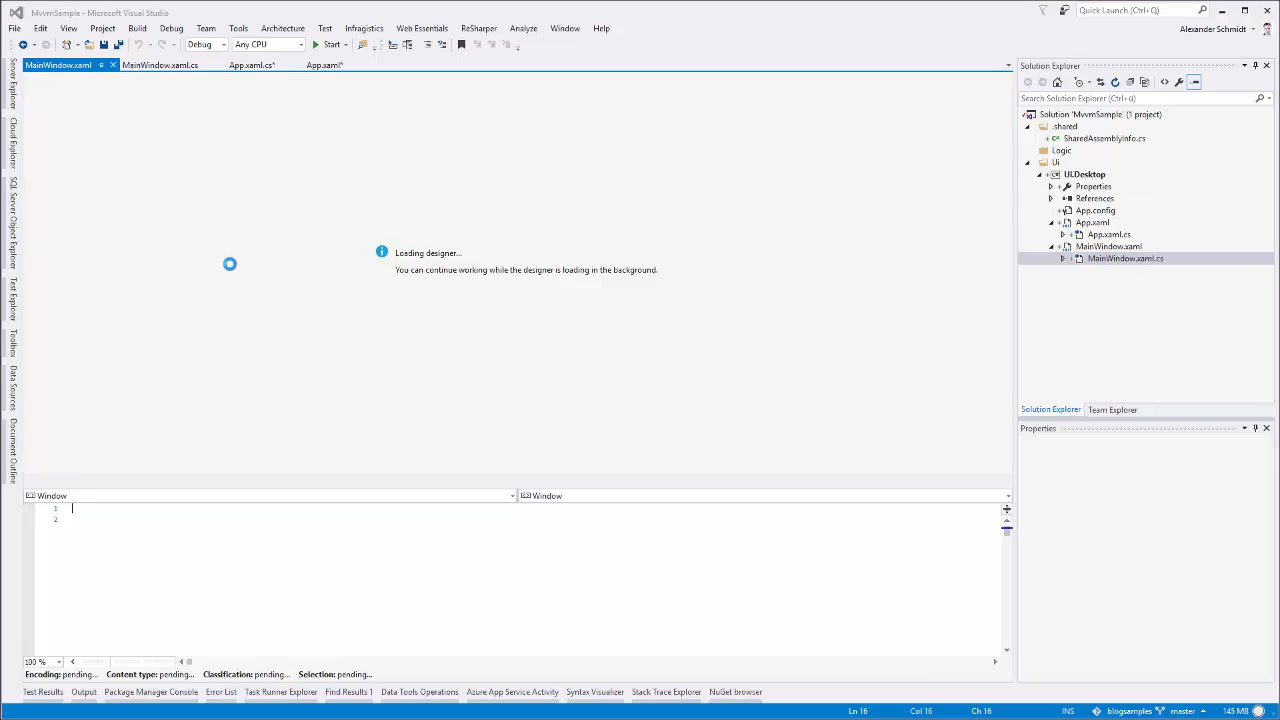 MvvmSample - Microsoft Visual Studio
Quick Launch (Ctrl+Q)
File Edit View Project Build Debug Team Tools Architecture Test Infragistics Web Essentials ReSharper Analyze Window Help
Alexander Schmidt
Debug Any CPU Start
MainWindow.xaml MainWindow.xaml.cs App.xaml.cs* App.xaml*
Server Explorer
Cloud Explorer
SQL Server Object Explorer
Test Explorer
Toolbox
Data Sources
Document Outline
Loading designer...
You can continue working while the designer is loading in the background.
Window Window
1
2
100 %
Encoding: pending... Content type: pending... Classification: pending... Selection: pending...
Solution Explorer
Search Solution Explorer (Ctrl+ü)
Solution 'MvvmSample' (1 project)
.shared
SharedAssemblyInfo.cs
Logic
Ui
Ui.Desktop
Properties
References
App.config
App.xaml
App.xaml.cs
MainWindow.xaml
MainWindow.xaml.cs
Solution Explorer Team Explorer
Properties
Test Results Output Package Manager Console Error List Task Runner Explorer Find Results 1 Data Tools Operations Azure App Service Activity Syntax Visualizer Stack Trace Explorer NuGet browser
Ln 16 Col 16 Ch 16 INS blogsamples master 145 MB